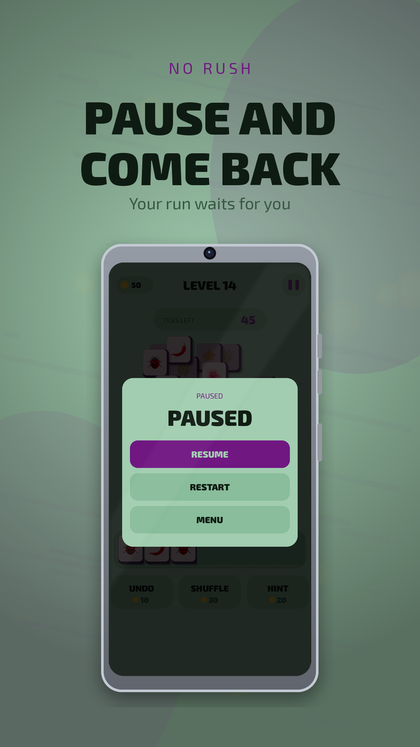 NO RUSH
PAUSE AND
COME BACK
Your run waits for you
50
LEVEL 14
45
PAUSED
PAUSED
RESUME
RESTART
MENU
UNDO
SHUFFLE
HINT